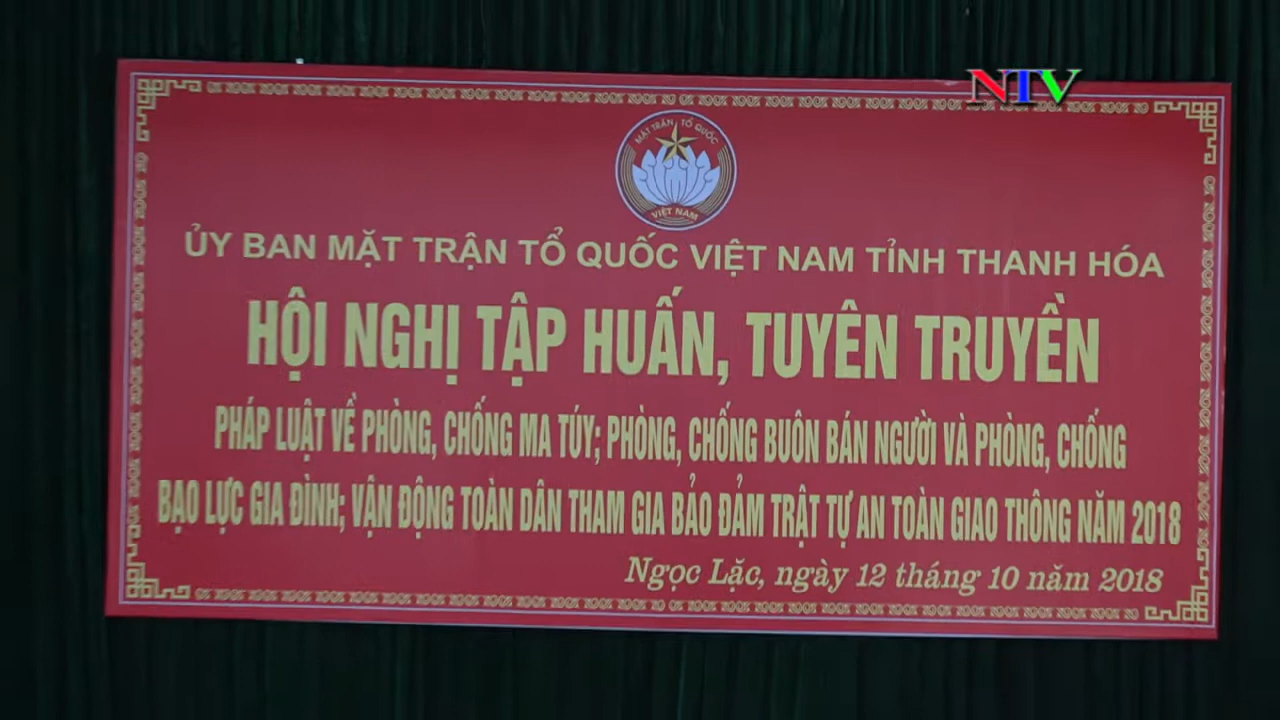 NTV
MẶT TRẬN TỔ QUỐC
VIỆT NAM
ỦY BAN MẶT TRẬN TỔ QUỐC VIỆT NAM TỈNH THANH HÓA
HỘI NGHỊ TẬP HUẤN, TUYÊN TRUYỀN
PHÁP LUẬT VỀ PHÒNG, CHỐNG MA TÚY; PHÒNG, CHỐNG BUÔN BÁN NGƯỜI VÀ PHÒNG, CHỐNG
BẠO LỰC GIA ĐÌNH; VẬN ĐỘNG TOÀN DÂN THAM GIA BẢO ĐẢM TRẬT TỰ AN TOÀN GIAO THÔNG NĂM 2018
Ngọc Lặc, ngày 12 tháng 10 năm 2018